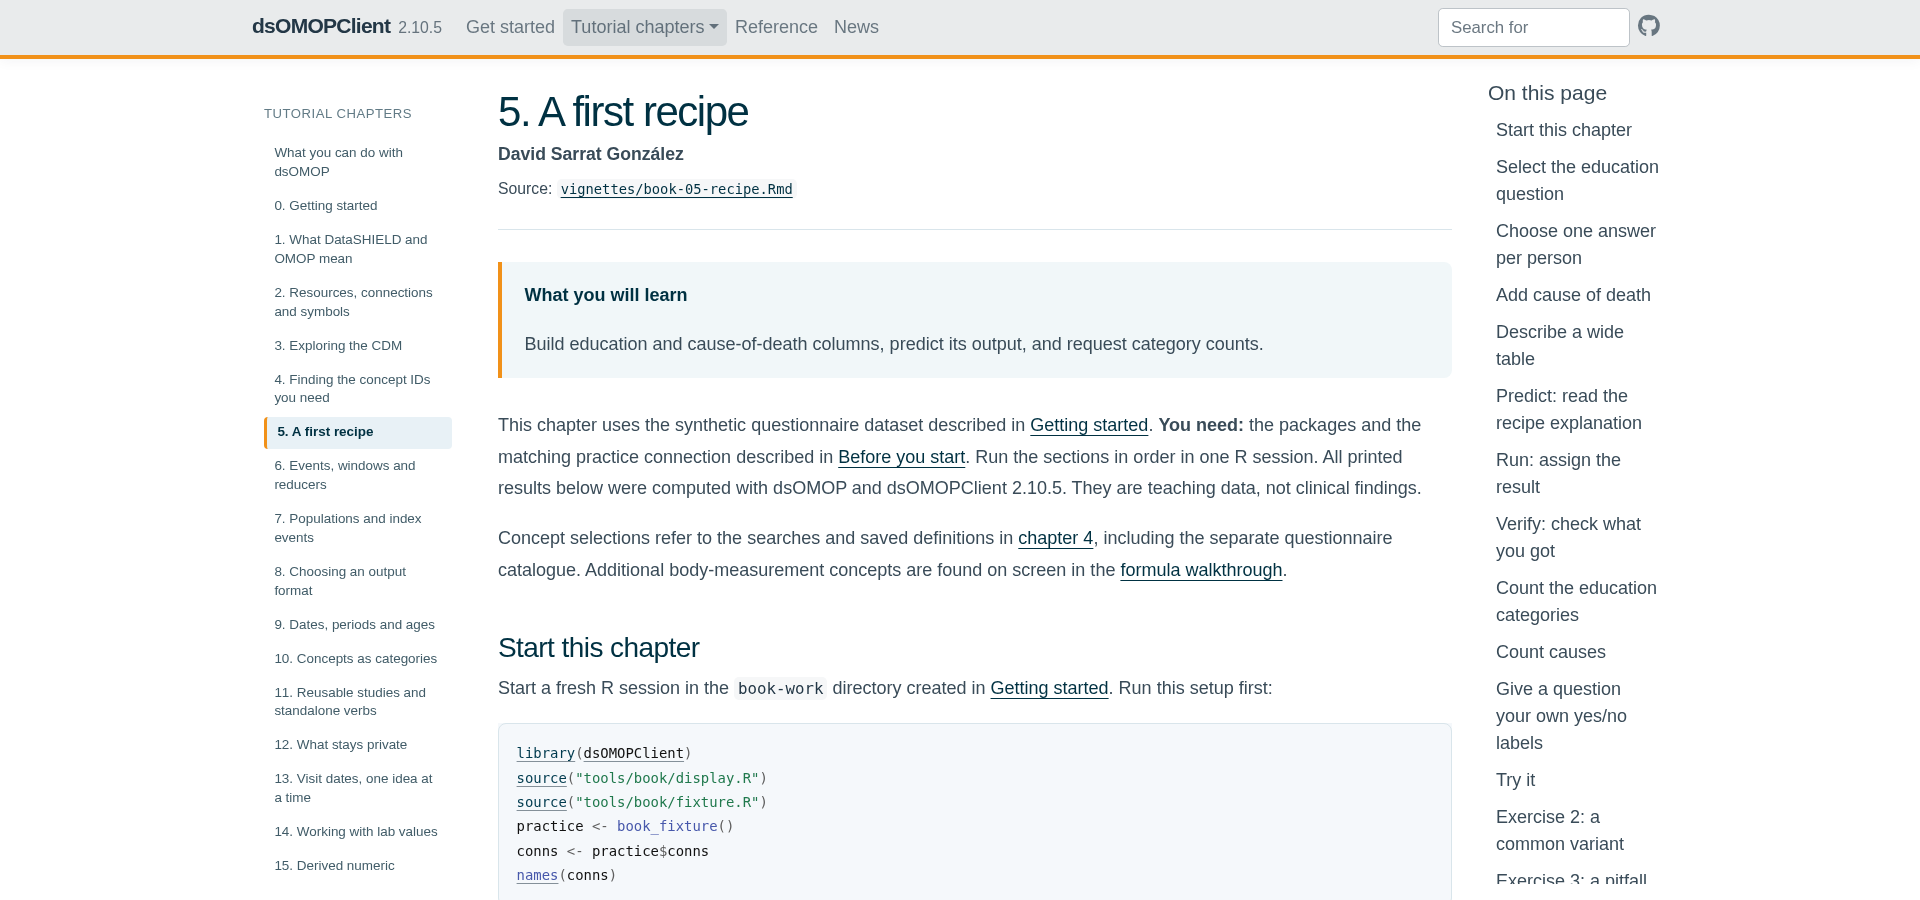 dsOMOPClient 2.10.5 Get started Tutorial chapters Reference News Search for
TUTORIAL CHAPTERS
What you can do with
dsOMOP
0. Getting started
1. What DataSHIELD and
OMOP mean
2. Resources, connections
and symbols
3. Exploring the CDM
4. Finding the concept IDs
you need
5. A first recipe
6. Events, windows and
reducers
7. Populations and index
events
8. Choosing an output
format
9. Dates, periods and ages
10. Concepts as categories
11. Reusable studies and
standalone verbs
12. What stays private
13. Visit dates, one idea at
a time
14. Working with lab values
15. Derived numeric
5. A first recipe
David Sarrat González
Source: vignettes/book-05-recipe.Rmd
What you will learn
Build education and cause-of-death columns, predict its output, and request category counts.
This chapter uses the synthetic questionnaire dataset described in Getting started. You need: the packages and the
matching practice connection described in Before you start. Run the sections in order in one R session. All printed
results below were computed with dsOMOP and dsOMOPClient 2.10.5. They are teaching data, not clinical findings.
Concept selections refer to the searches and saved definitions in chapter 4, including the separate questionnaire
catalogue. Additional body-measurement concepts are found on screen in the formula walkthrough.
Start this chapter
Start a fresh R session in the book-work directory created in Getting started. Run this setup first:
library(dsOMOPClient)
source("tools/book/display.R")
source("tools/book/fixture.R")
practice <- book_fixture()
conns <- practice$conns
names(conns)
On this page
Start this chapter
Select the education
question
Choose one answer
per person
Add cause of death
Describe a wide
table
Predict: read the
recipe explanation
Run: assign the
result
Verify: check what
you got
Count the education
categories
Count causes
Give a question
your own yes/no
labels
Try it
Exercise 2: a
common variant
Exercise 3: a pitfall